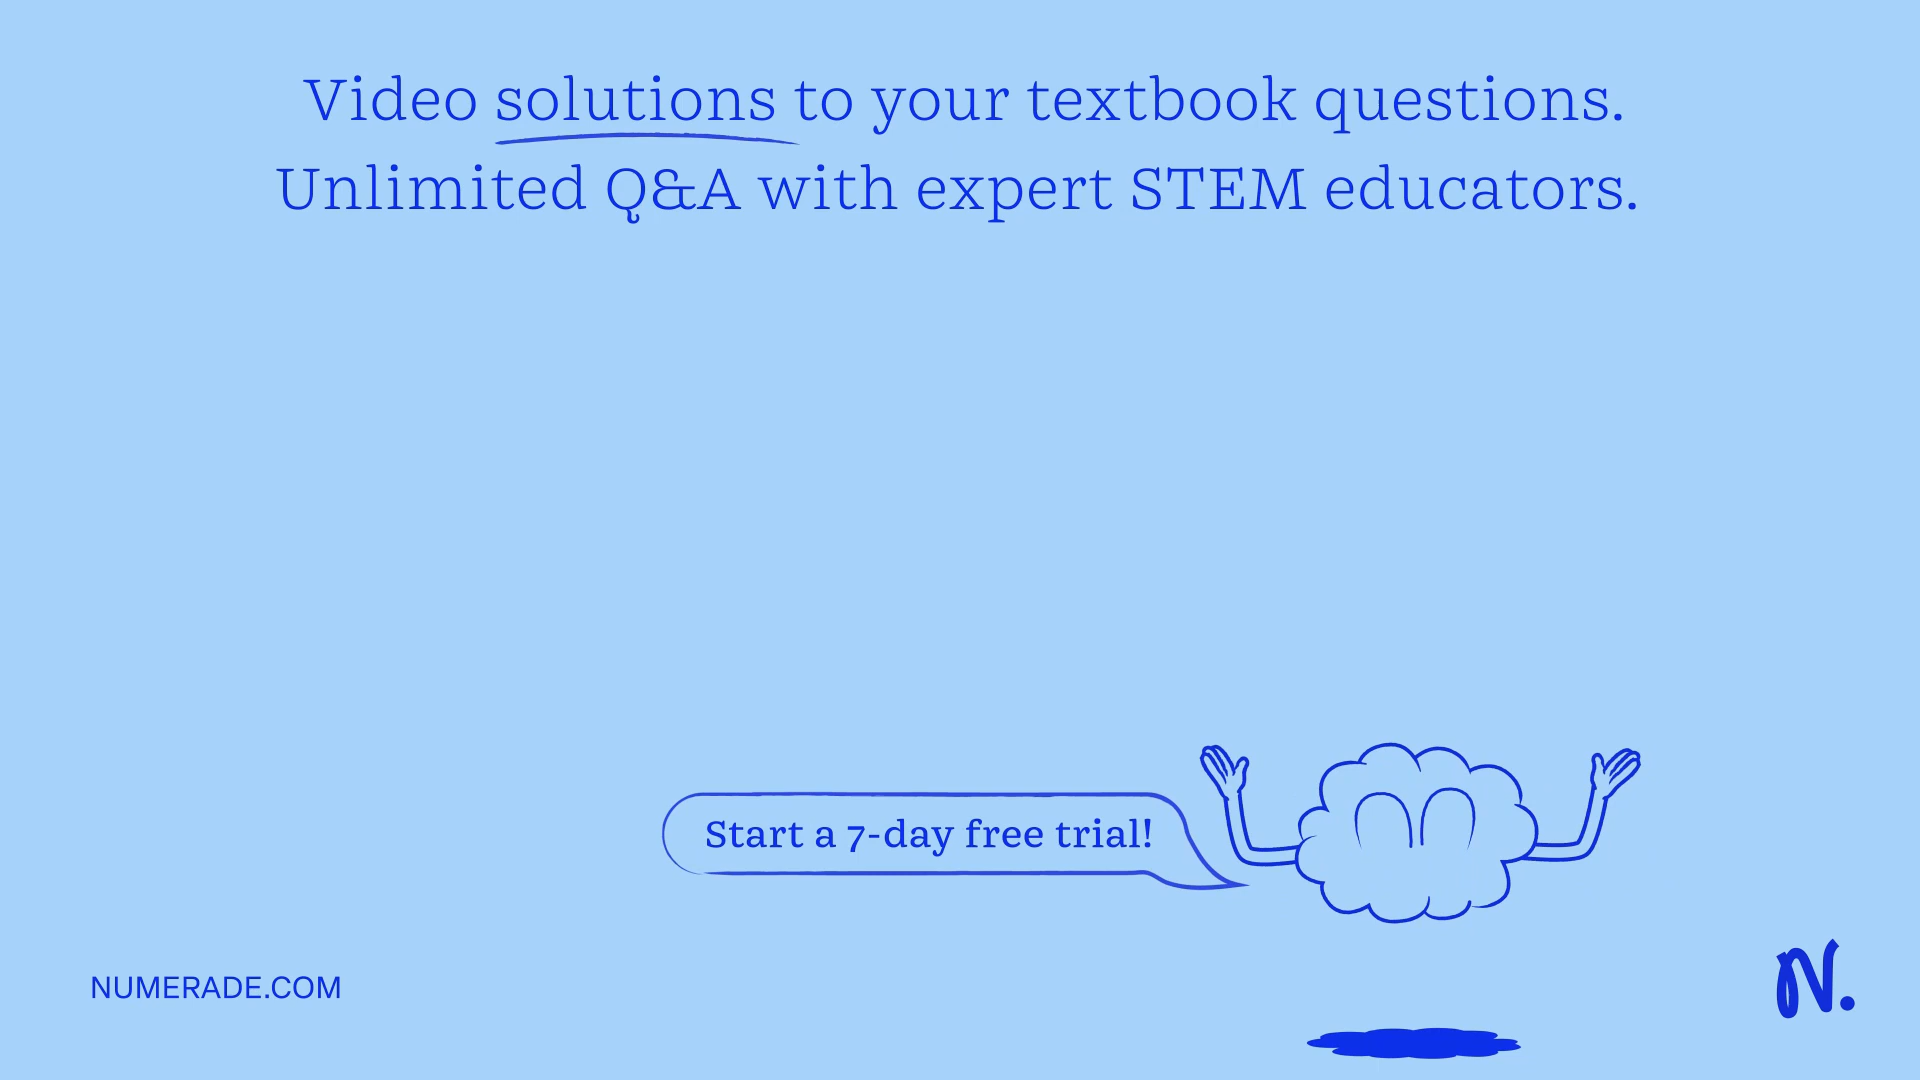 Video solutions to your textbook questions.
Unlimited Q&A with expert STEM educators.
Start a 7-day free trial!
NUMERADE.COM
N.